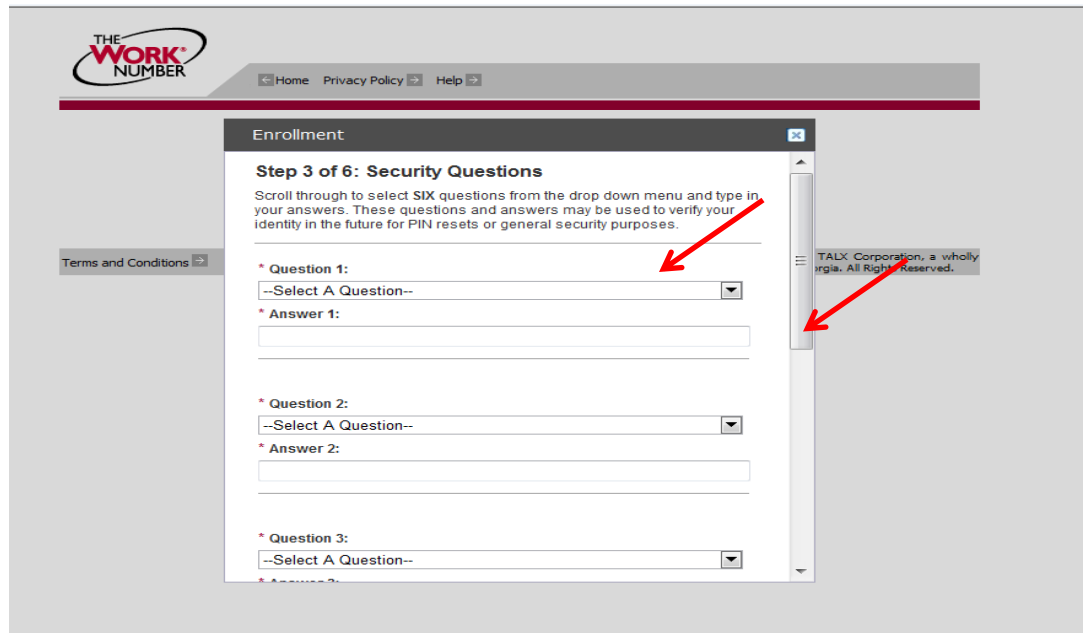 THE
WORK®
NUMBER
Home Privacy Policy Help
Enrollment
Step 3 of 6: Security Questions
Scroll through to select SIX questions from the drop down menu and type in
your answers. These questions and answers may be used to verify your
identity in the future for PIN resets or general security purposes.
Terms and Conditions
TALX Corporation, a wholly
orgia. All Rights Reserved.
* Question 1:
--Select A Question--
* Answer 1:
* Question 2:
--Select A Question--
* Answer 2:
* Question 3:
--Select A Question--